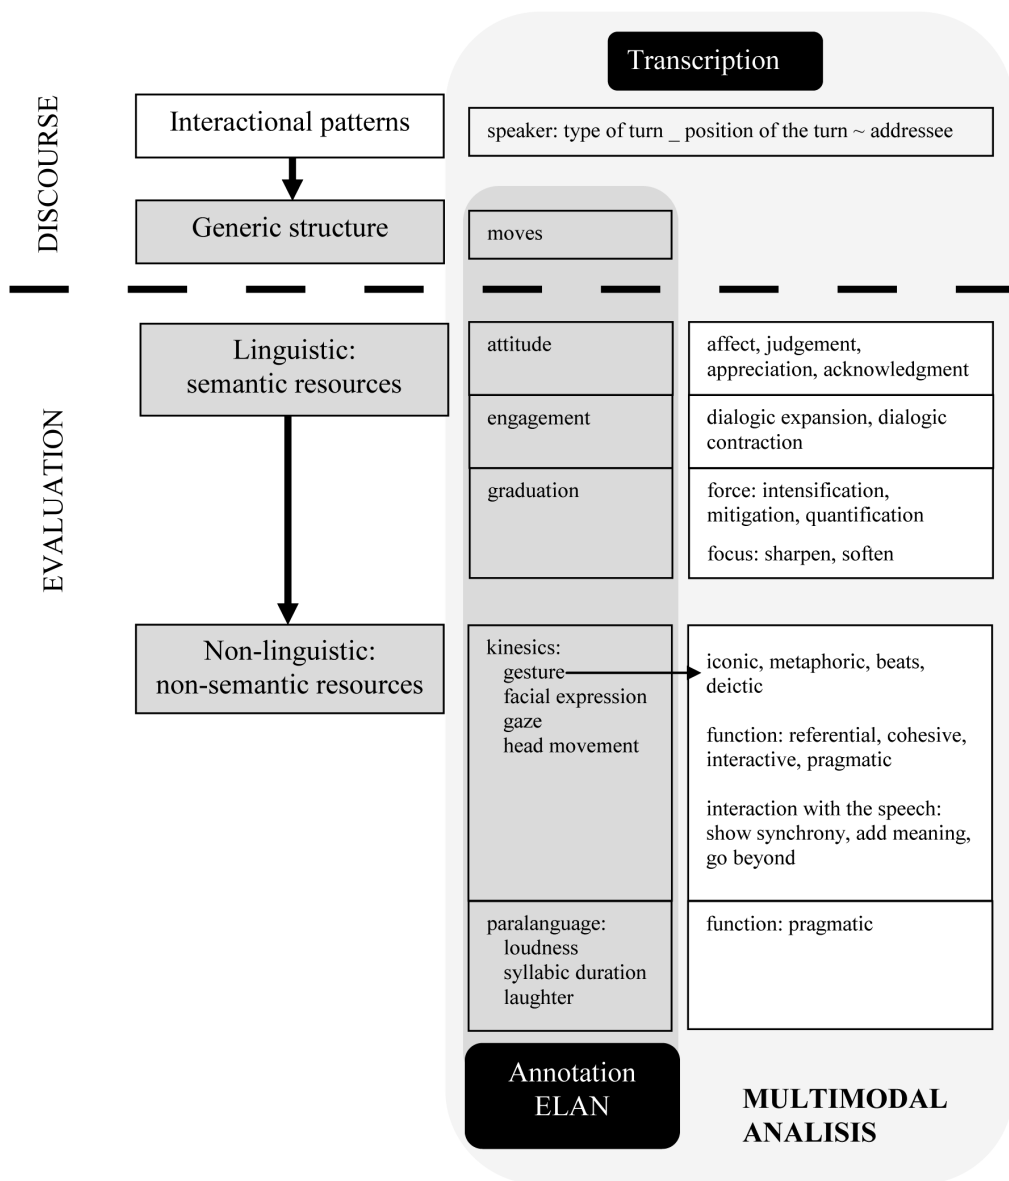 Transcription
DISCOURSE
Interactional patterns
speaker: type of turn _ position of the turn ~ addressee
Generic structure
moves
EVALUATION
Linguistic:
semantic resources
attitude
affect, judgement,
appreciation, acknowledgment
engagement
dialogic expansion, dialogic
contraction
graduation
force: intensification,
mitigation, quantification
focus: sharpen, soften
Non-linguistic:
non-semantic resources
kinesics:
gesture
facial expression
gaze
head movement
iconic, metaphoric, beats,
deictic
function: referential, cohesive,
interactive, pragmatic
interaction with the speech:
show synchrony, add meaning,
go beyond
paralanguage:
loudness
syllabic duration
laughter
function: pragmatic
Annotation
ELAN
MULTIMODAL
ANALISIS